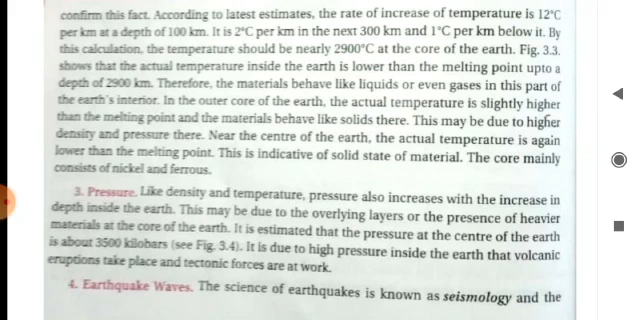 confirm this fact. According to latest estimates, the rate of increase of temperature is 12°C
per km at a depth of 100 km. It is 2°C per km in the next 300 km and 1°C per km below it. By
this calculation, the temperature should be nearly 2900°C at the core of the earth. Fig. 3.3.
shows that the actual temperature inside the earth is lower than the melting point upto a
depth of 2900 km. Therefore, the materials behave like liquids or even gases in this part of
the earth's interior. In the outer core of the earth, the actual temperature is slightly higher
than the melting point and the materials behave like solids there. This may be due to higher
density and pressure there. Near the centre of the earth, the actual temperature is again
lower than the melting point. This is indicative of solid state of material. The core mainly
consists of nickel and ferrous.
3. Pressure. Like density and temperature, pressure also increases with the increase in
depth inside the earth. This may be due to the overlying layers or the presence of heavier
materials at the core of the earth. It is estimated that the pressure at the centre of the earth
is about 3500 kilobars (see Fig. 3.4). It is due to high pressure inside the earth that volcanic
eruptions take place and tectonic forces are at work.
4. Earthquake Waves. The science of earthquakes is known as seismology and the